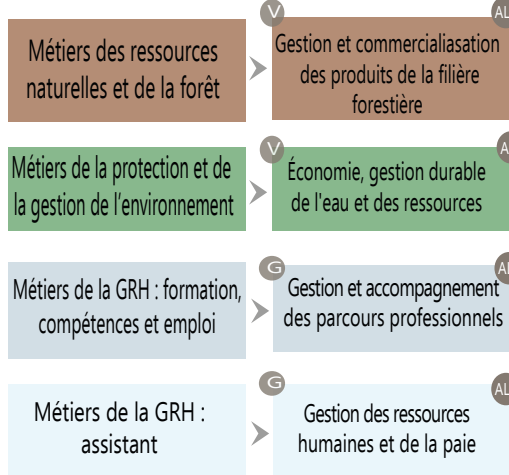 V
AL
Métiers des ressources
naturelles et de la forêt
Gestion et commercialiasation
des produits de la filière
forestière
V
Métiers de la protection et de
la gestion de l'environnement
Économie, gestion durable
de l'eau et des ressources
G
Métiers de la GRH : formation,
compétences et emploi
Gestion et accompagnement
des parcours professionnels
G
AL
Métiers de la GRH :
assistant
Gestion des ressources
humaines et de la paie